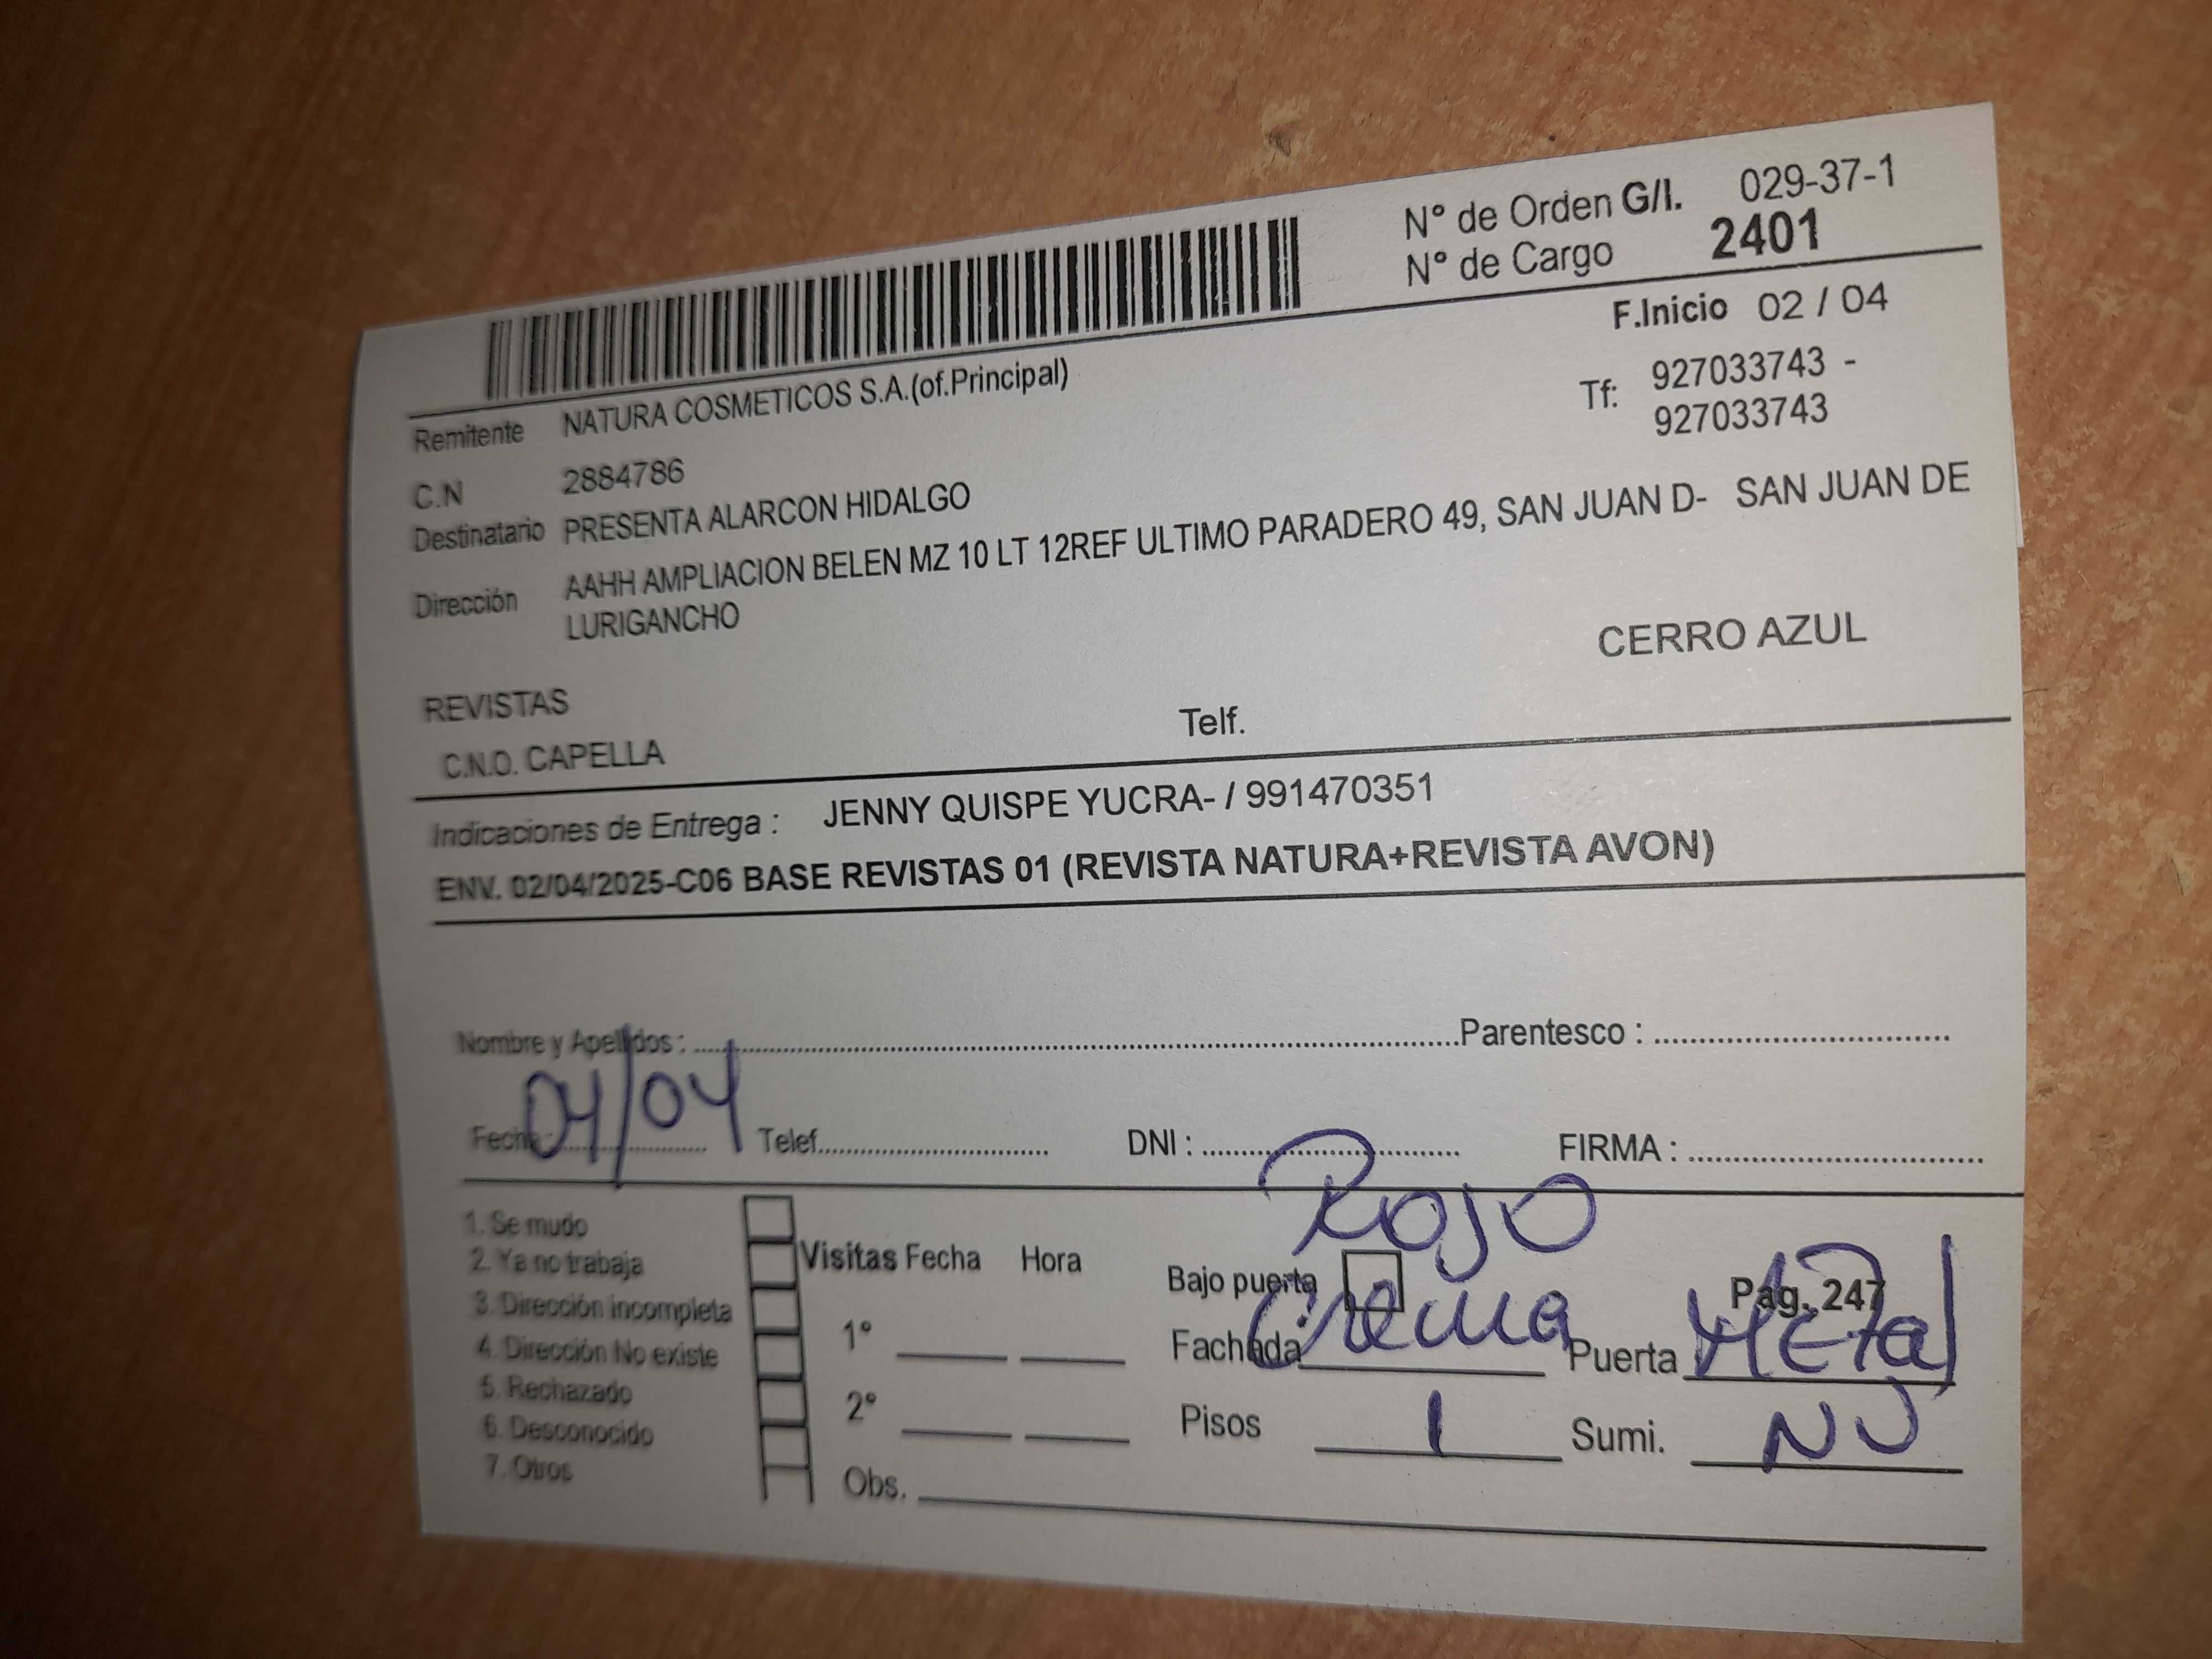 N° de Orden G/I. 029-37-1
N° de Cargo 2401
F.Inicio 02 / 04
Remitente NATURA COSMETICOS S.A.(of.Principal)
Tf: 927033743 -
927033743
C.N 2884786
Destinatario PRESENTA ALARCON HIDALGO
Dirección AAHH AMPLIACION BELEN MZ 10 LT 12REF ULTIMO PARADERO 49, SAN JUAN D- SAN JUAN DE
LURIGANCHO
CERRO AZUL
REVISTAS
C.N.O. CAPELLA Telf.
Indicaciones de Entrega : JENNY QUISPE YUCRA- / 991470351
ENV. 02/04/2025-C06 BASE REVISTAS 01 (REVISTA NATURA+REVISTA AVON)
Nombre y Apellidos : Parentesco :
Fecha: 04/04 Telef. DNI : FIRMA :
Rojo
1. Se mudo
2. Ya no trabaja
3. Dirección incompleta
4. Dirección No existe
5. Rechazado
6. Desconocido
7. Otros
Visitas Fecha Hora
1°
2°
Obs.
Bajo puerta Pag. 247
Fachada Crema Puerta Metal
Pisos 1 Sumi. NO